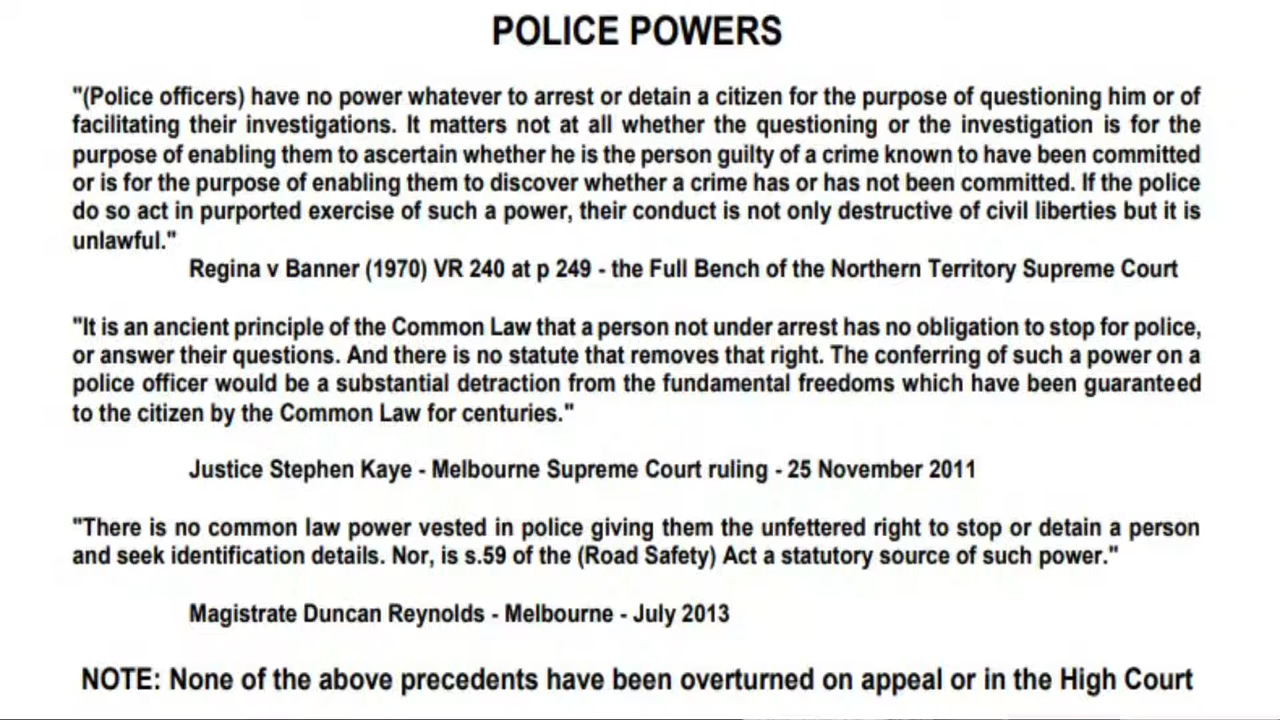 POLICE POWERS
"(Police officers) have no power whatever to arrest or detain a citizen for the purpose of questioning him or of
facilitating their investigations. It matters not at all whether the questioning or the investigation is for the
purpose of enabling them to ascertain whether he is the person guilty of a crime known to have been committed
or is for the purpose of enabling them to discover whether a crime has or has not been committed. If the police
do so act in purported exercise of such a power, their conduct is not only destructive of civil liberties but it is
unlawful."
Regina v Banner (1970) VR 240 at p 249 - the Full Bench of the Northern Territory Supreme Court
"It is an ancient principle of the Common Law that a person not under arrest has no obligation to stop for police,
or answer their questions. And there is no statute that removes that right. The conferring of such a power on a
police officer would be a substantial detraction from the fundamental freedoms which have been guaranteed
to the citizen by the Common Law for centuries."
Justice Stephen Kaye - Melbourne Supreme Court ruling - 25 November 2011
"There is no common law power vested in police giving them the unfettered right to stop or detain a person
and seek identification details. Nor, is s.59 of the (Road Safety) Act a statutory source of such power."
Magistrate Duncan Reynolds - Melbourne - July 2013
NOTE: None of the above precedents have been overturned on appeal or in the High Court